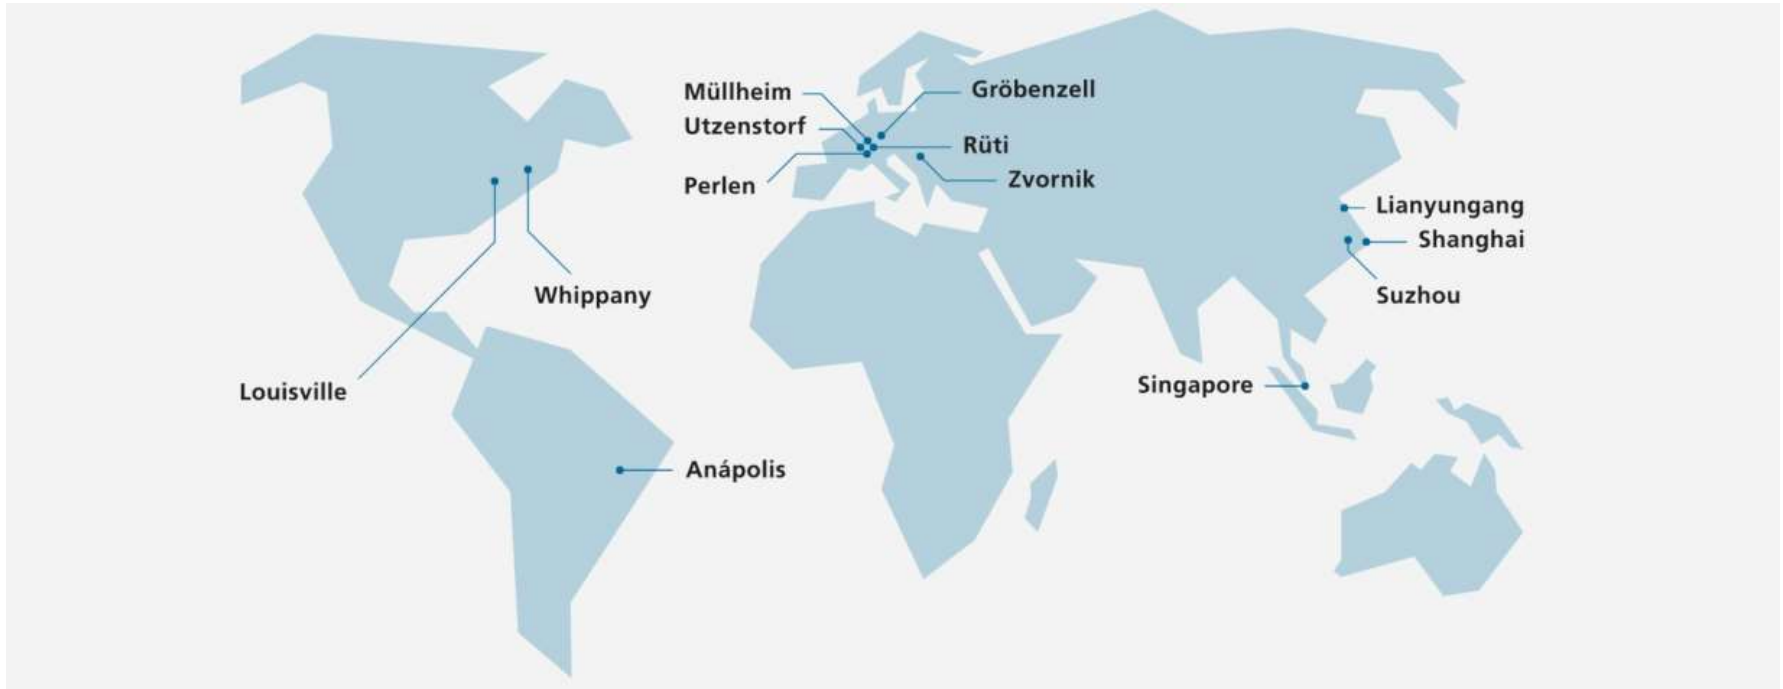 Müllheim
Gröbenzell
Utzenstorf
Rüti
Perlen
Zvornik
Lianyungang
Shanghai
Whippany
Suzhou
Louisville
Singapore
Anápolis